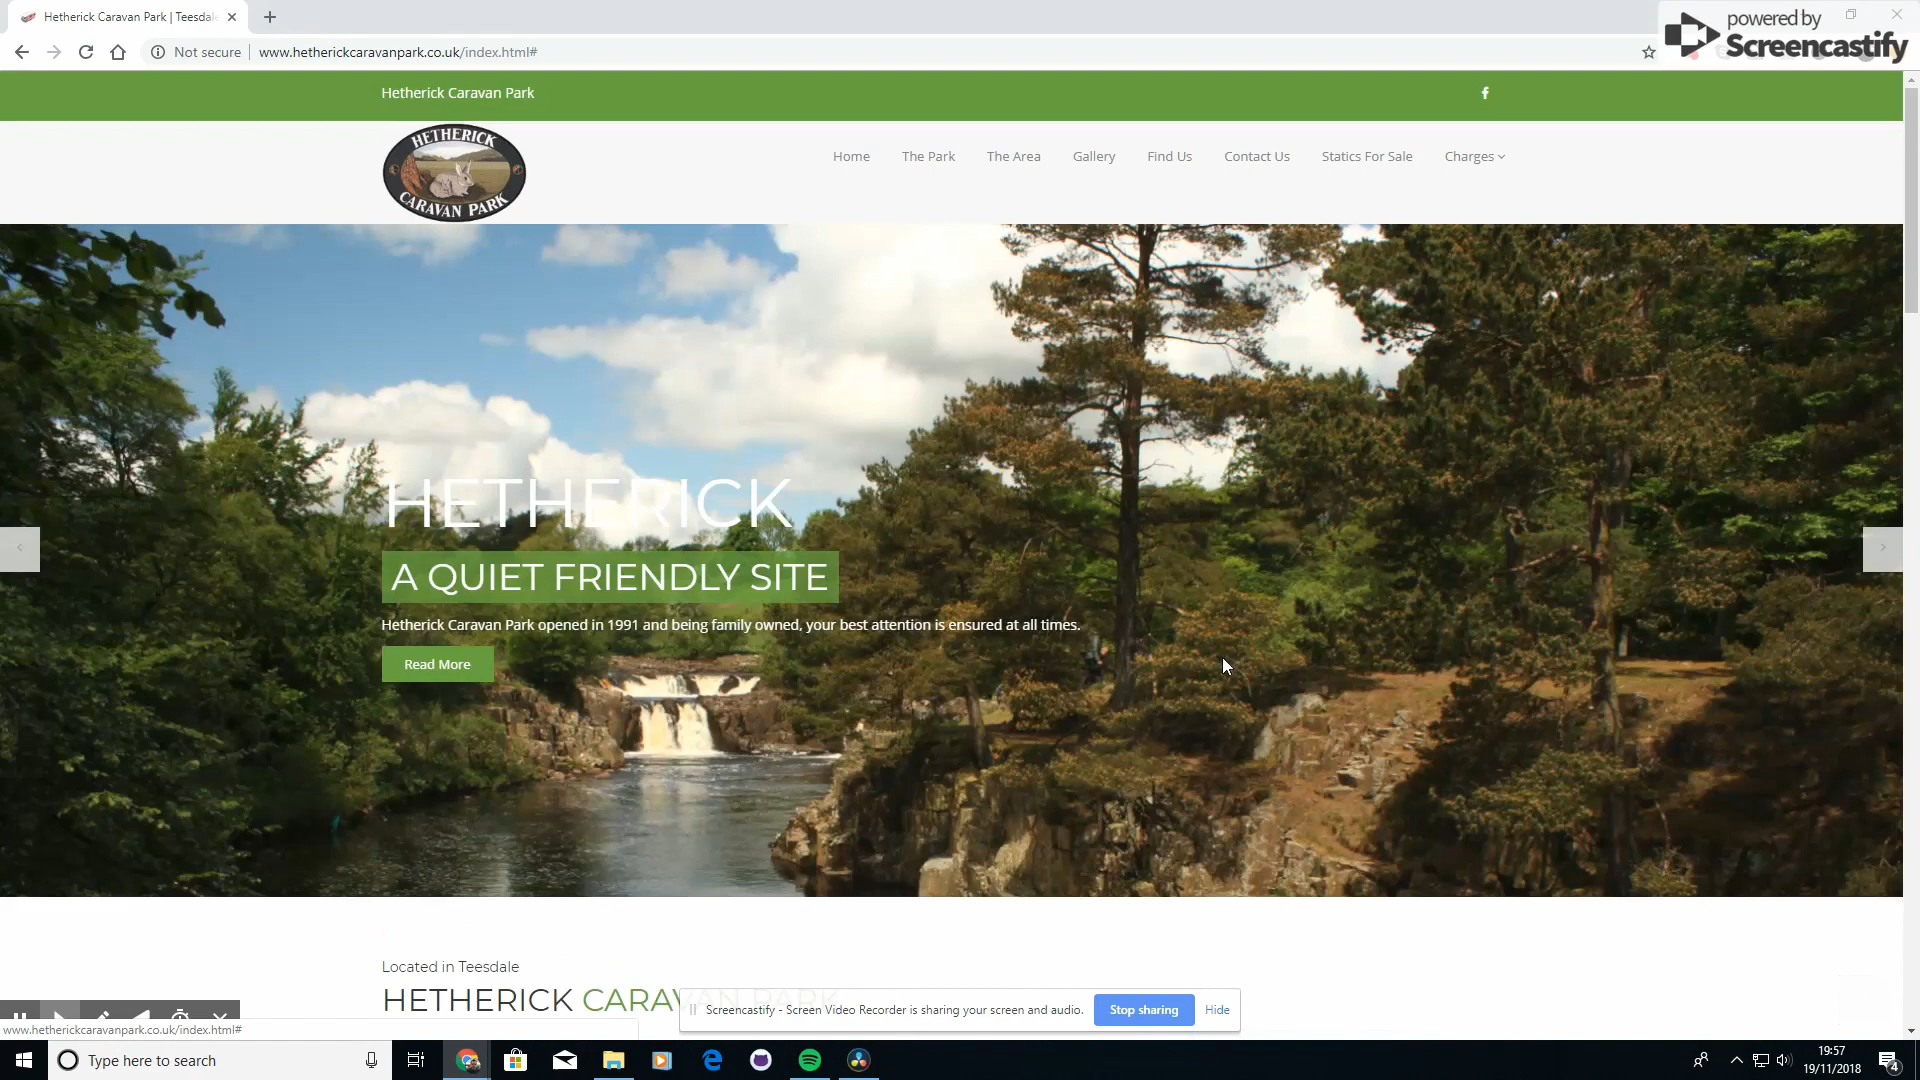 Hetherick Caravan Park | Teesdale
powered by
Screencastify
Not secure
www.hetherickcaravanpark.co.uk/index.html#
Hetherick Caravan Park
HETHERICK
CARAVAN PARK
Home
The Park
The Area
Gallery
Find Us
Contact Us
Statics For Sale
Charges
HETHERICK
A QUIET FRIENDLY SITE
Hetherick Caravan Park opened in 1991 and being family owned, your best attention is ensured at all times.
Read More
Located in Teesdale
HETHERICK CARAVAN PARK
Screencastify - Screen Video Recorder is sharing your screen and audio.
Stop sharing
Hide
www.hetherickcaravanpark.co.uk/index.html#
Type here to search
19:57
19/11/2018
4